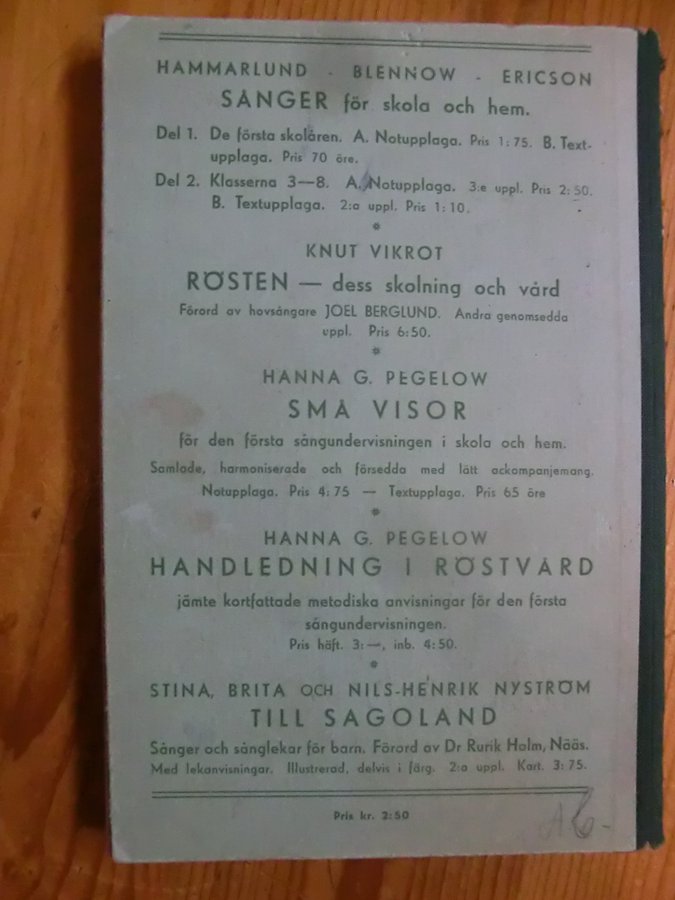 HAMMARLUND - BLENNOW - ERICSON
SÅNGER för skola och hem.
Del 1. De första skolåren. A. Notupplaga. Pris 1:75. B. Text-
upplaga. Pris 70 öre.
Del 2. Klasserna 3—8. A. Notupplaga. 3:e uppl. Pris 2:50.
B. Textupplaga. 2:a uppl. Pris 1:10.
KNUT VIKROT
RÖSTEN — dess skolning och vård
Förord av hovsångare JOEL BERGLUND. Andra genomsedda
uppl. Pris 6:50.
HANNA G. PEGELOW
SMÅ VISOR
för den första sångundervisningen i skola och hem.
Samlade, harmoniserade och försedda med lätt ackompanjemang.
Notupplaga. Pris 4:75 — Textupplaga. Pris 65 öre
HANNA G. PEGELOW
HANDLEDNING I RÖSTVÅRD
jämte kortfattade metodiska anvisningar för den första
sångundervisningen.
Pris häft. 3:—, inb. 4:50.
STINA, BRITA OCH NILS-HENRIK NYSTRÖM
TILL SAGOLAND
Sånger och sånglekar för barn. Förord av Dr Rurik Holm, Nääs.
Med lekanvisningar. Illustrerad, delvis i färg. 2:a uppl. Kart. 3:75.
Pris kr. 2:50